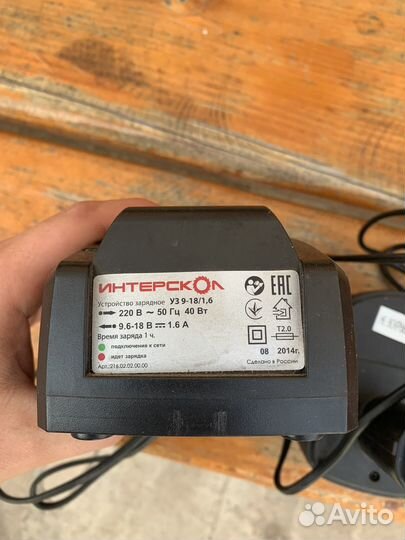 ИНТЕРСКОЛ
EAC
Устройство зарядное УЗ 9-18/1,6
220 В ~ 50 Гц 40 Вт
9.6-18 В 1.6 А
Время заряда 1 ч.
подключение к сети
T2.0
идет зарядка
08 2014г.
Арт.:216.02.02.00.00
Сделано в России
Avito